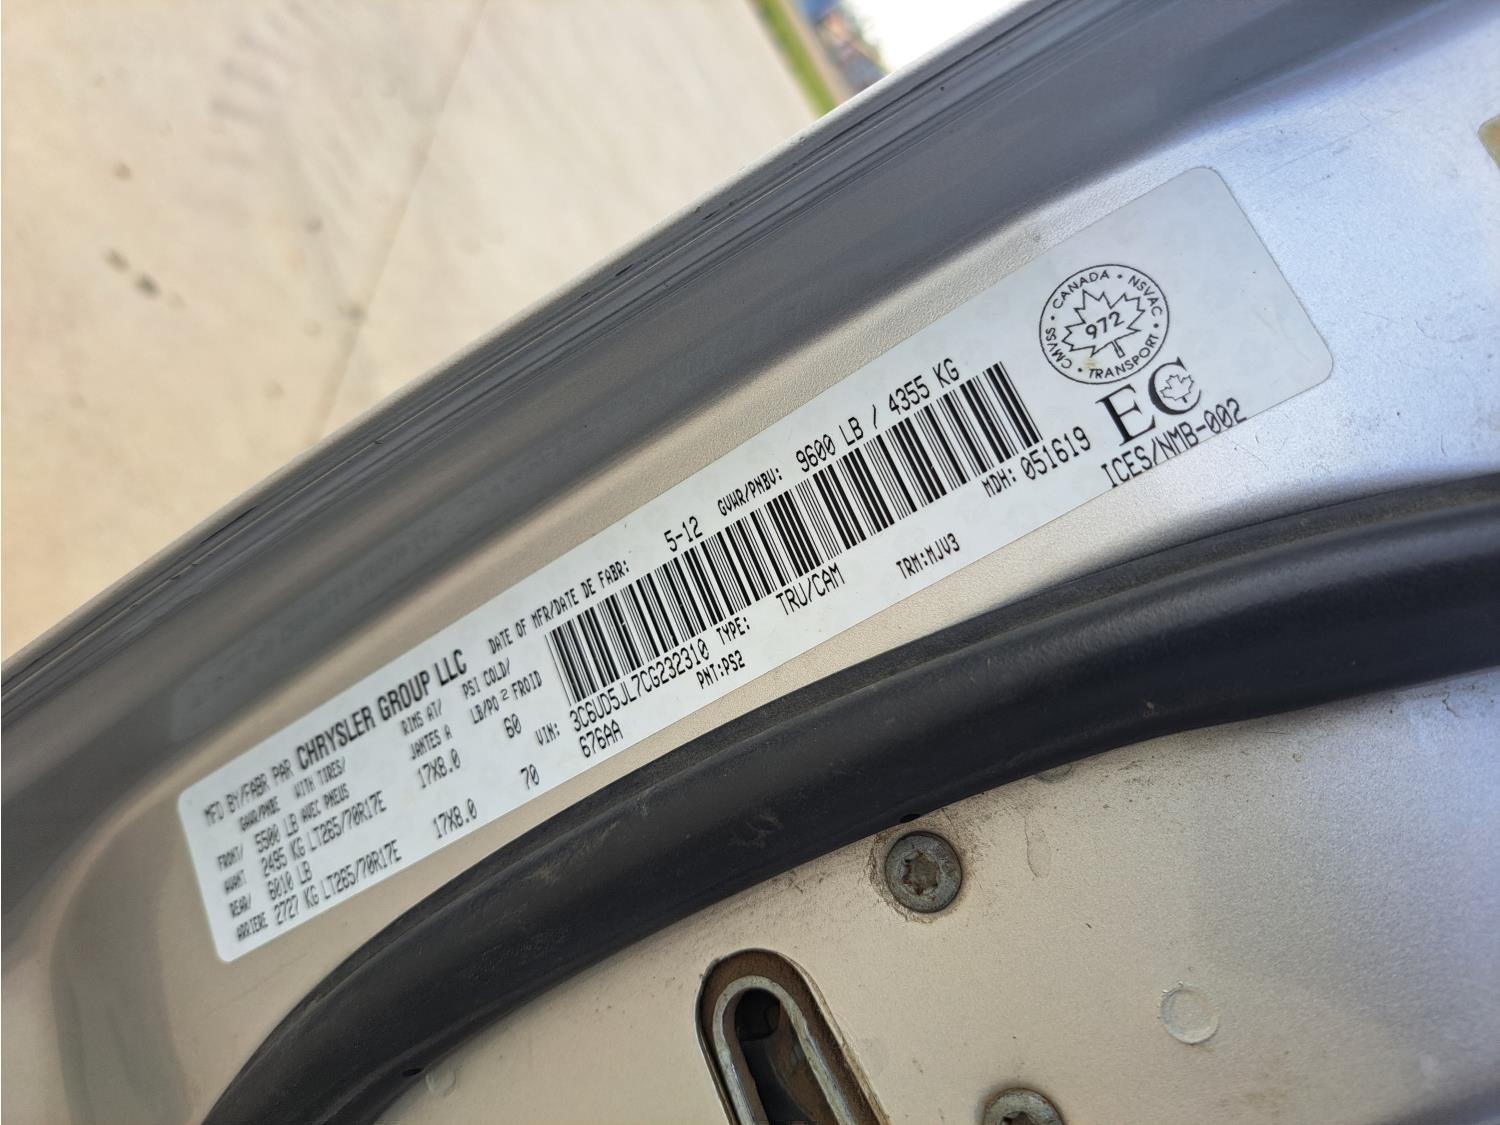 MFD BY/FABR PAR CHRYSLER GROUP LLC
DATE OF MFR/DATE DE FABR: 5-12
GVWR/PNBV: 9600 LB / 4355 KG
GAWR/PNBE WITH TIRES/ RIMS AT/ PSI COLD/
AVEC PNEUS JANTES A LB/PO 2 FROID
FRONT/ 5500 LB
AVANT 2495 KG LT265/70R17E 17X8.0 60
REAR/ 6010 LB
ARRIERE 2727 KG LT265/70R17E 17X8.0 70
MDH: 051619
VIN: 3C6UD5JL7CG232310 TYPE: TRU/CAM
676AA PNT:PS2 TRM:MJV3
CANADA • NSVAC • TRANSPORT • CMVSS •
972
EC
ICES/NMB-002